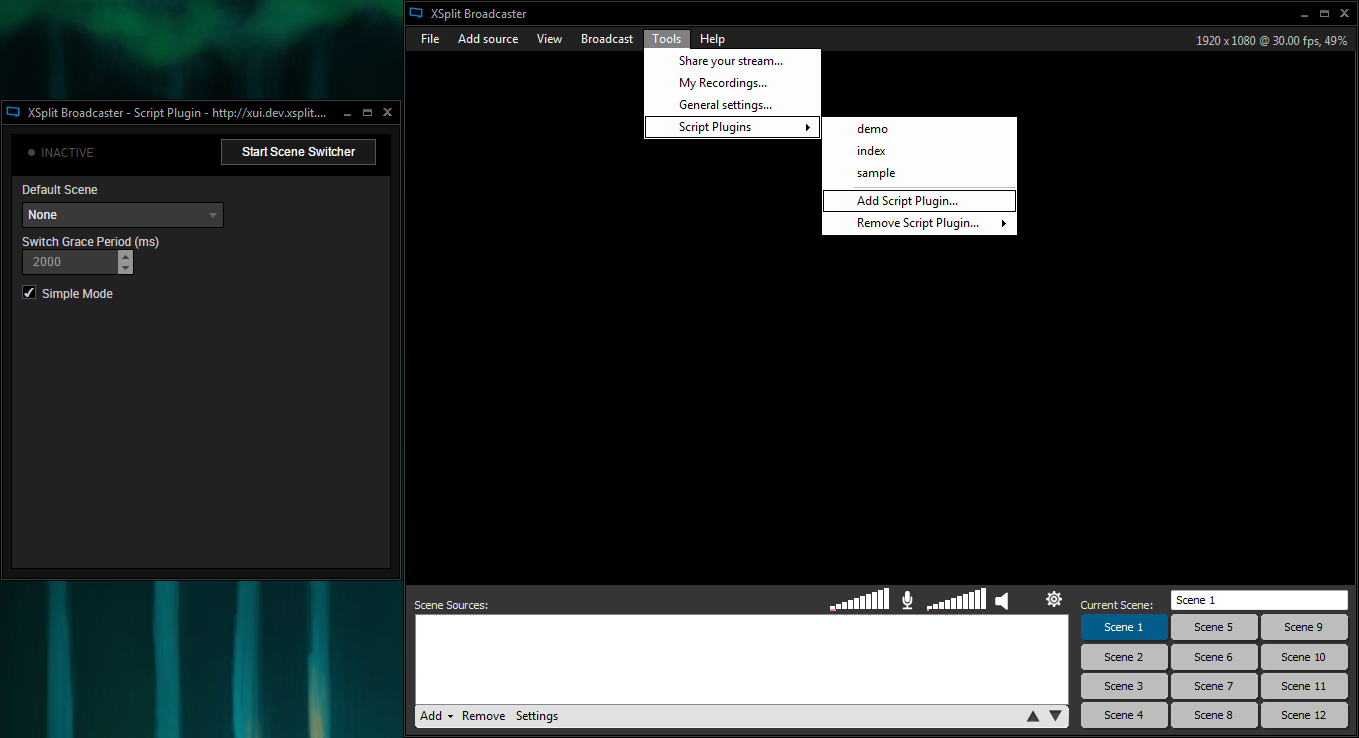 XSplit Broadcaster
File Add source View Broadcast Tools Help
1920 x 1080 @ 30.00 fps, 49%
Share your stream...
My Recordings...
General settings...
Script Plugins
demo
index
sample
Add Script Plugin...
Remove Script Plugin...
XSplit Broadcaster - Script Plugin - http://xui.dev.xsplit....
INACTIVE
Start Scene Switcher
Default Scene
None
Switch Grace Period (ms)
2000
Simple Mode
Scene Sources:
Add Remove Settings
Current Scene: Scene 1
Scene 1 Scene 5 Scene 9
Scene 2 Scene 6 Scene 10
Scene 3 Scene 7 Scene 11
Scene 4 Scene 8 Scene 12